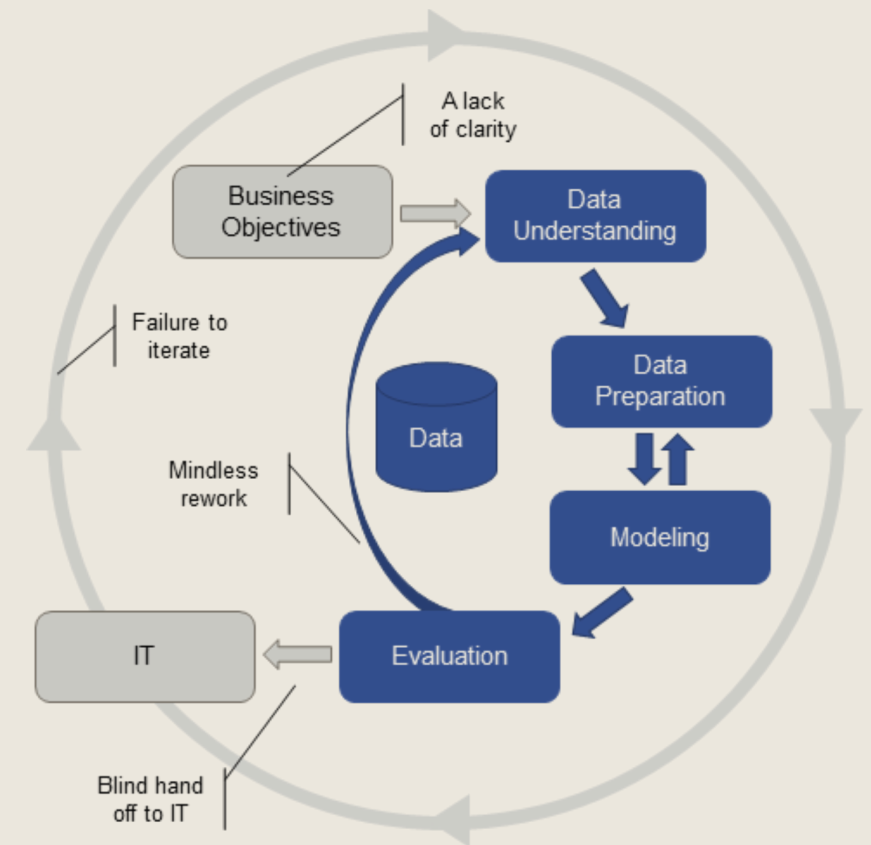 A lack
of clarity
Business
Objectives
Data
Understanding
Failure to
iterate
Data
Preparation
Data
Mindless
rework
Modeling
IT
Evaluation
Blind hand
off to IT